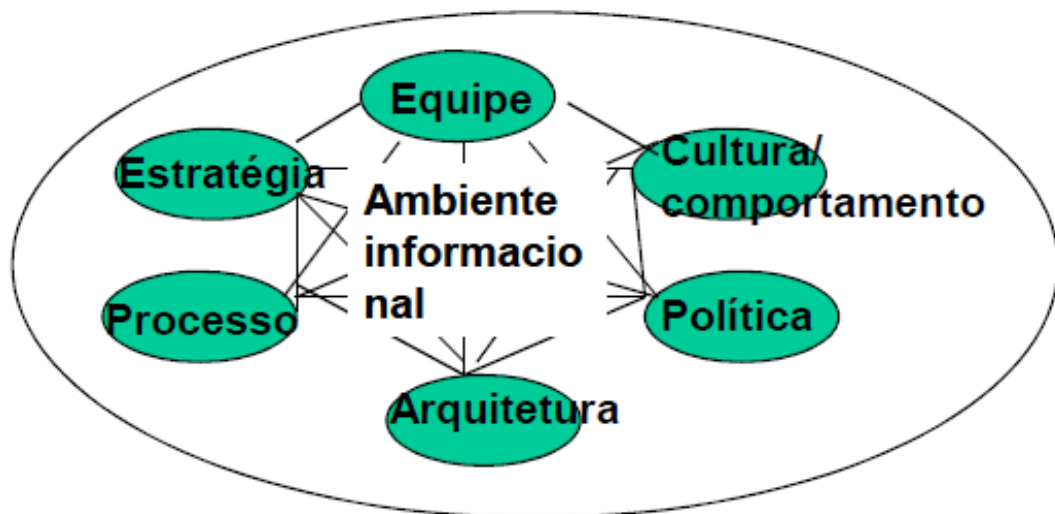 Equipe
Estratégia
Cultura/
comportamento
Ambiente
informacio
nal
Processo
Política
Arquitetura